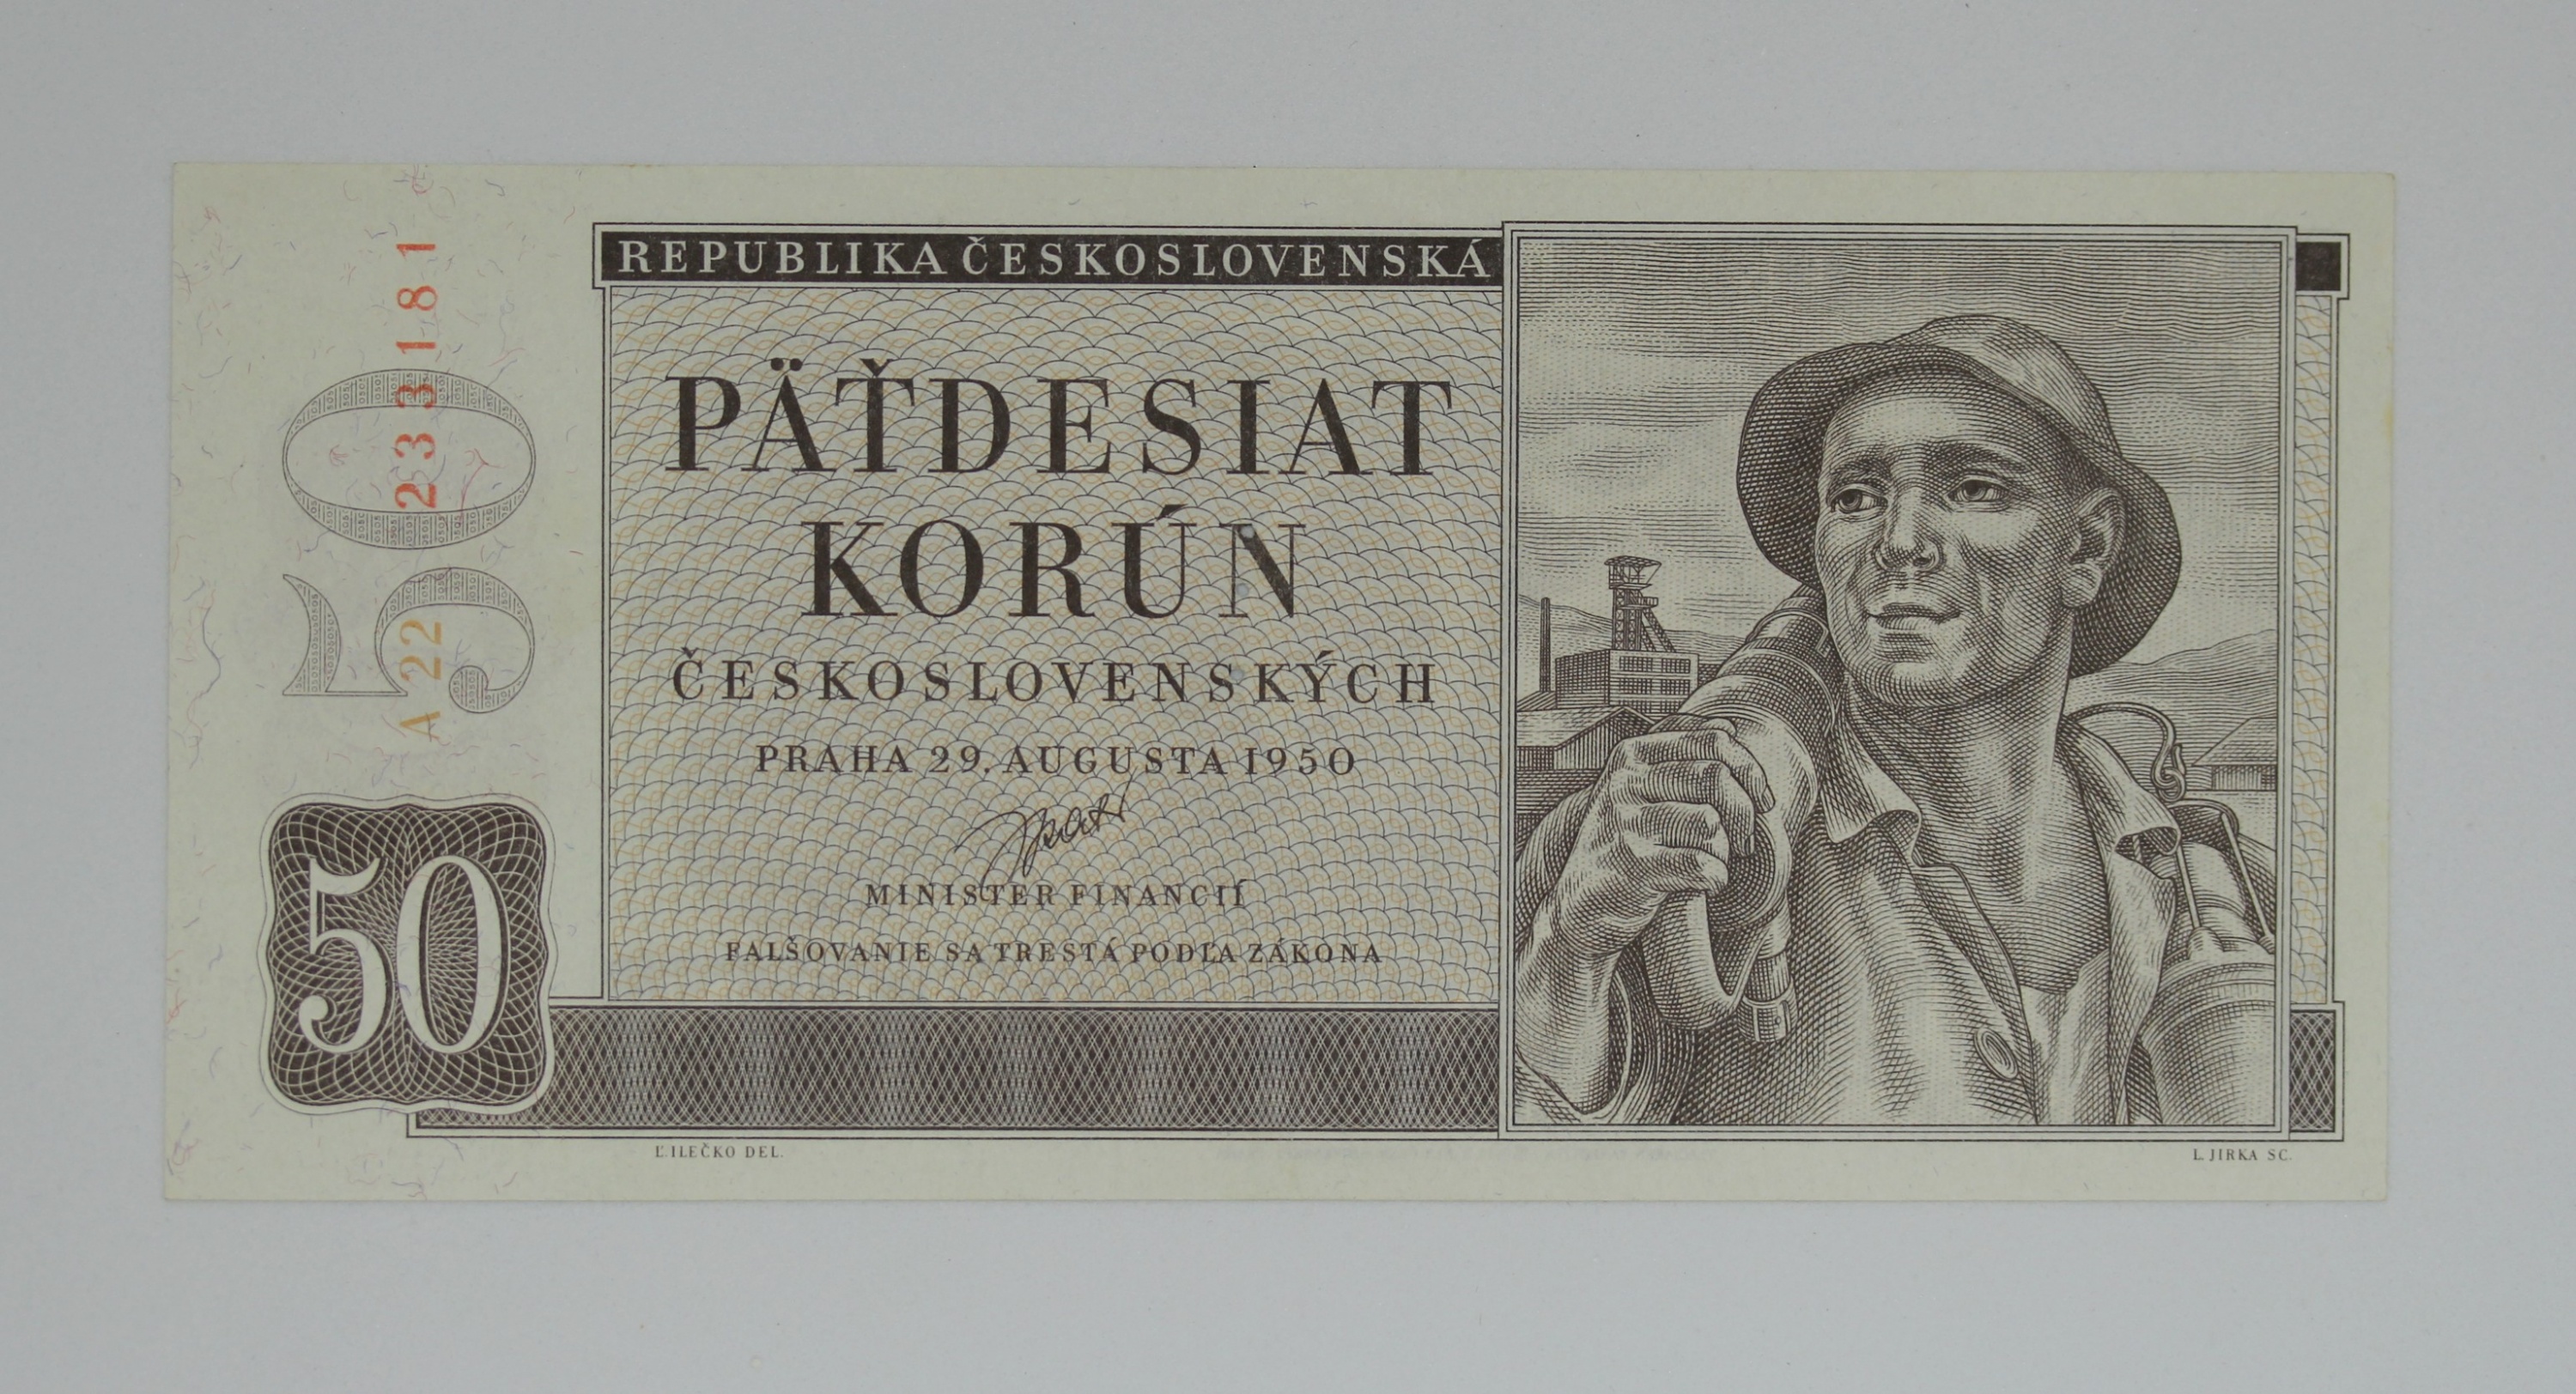 REPUBLIKA ČESKOSLOVENSKÁ
PÄŤDESIAT
KORÚN
ČESKOSLOVENSKÝCH
PRAHA 29. AUGUSTA 1950
MINISTER FINANCIÍ
FALŠOVANIE SA TRESTÁ PODĽA ZÁKONA
A 22 233181
50
50
Ľ. ILEČKO DEL.
L. JIRKA SC.